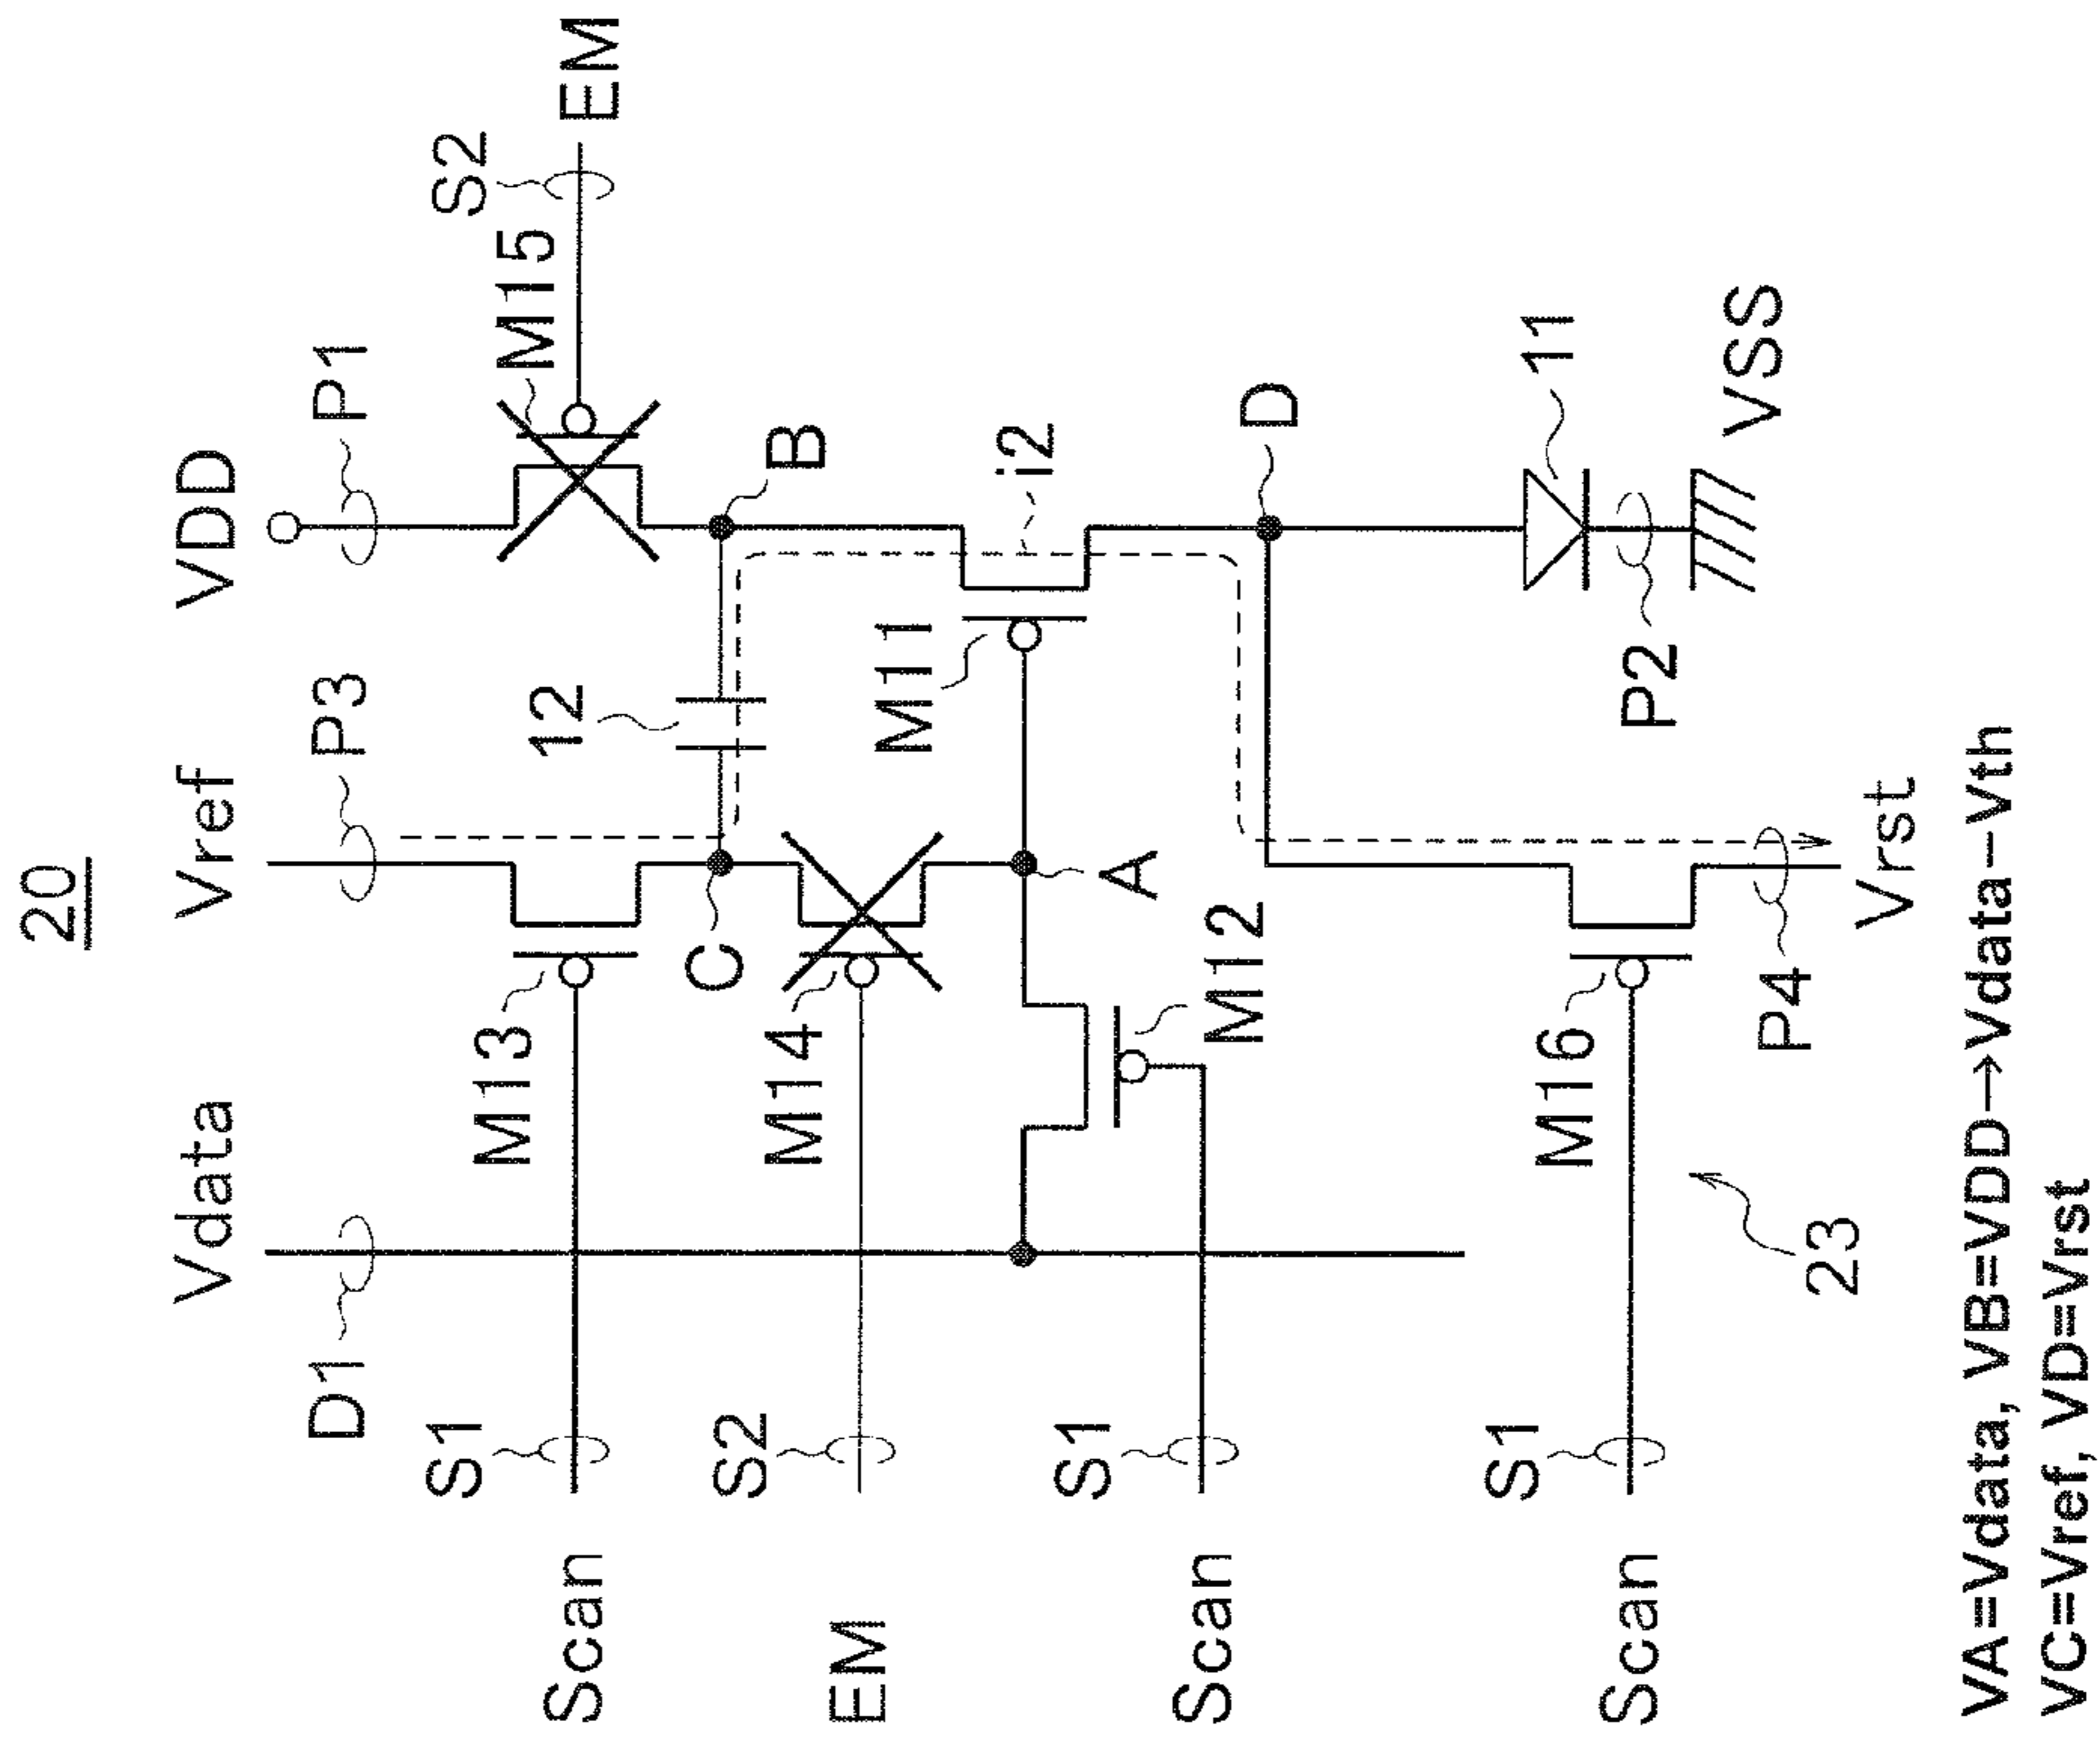 20
Vdata
Vref
VDD
D1
P3
P1
S1
M13
12
M15
S2
EM
Scan
S2
M14
C
B
EM
M11
i2
S1
M12
A
D
Scan
S1
M16
P2
11
Scan
23
P4
Vrst
VSS
VA=Vdata, VB=VDD→Vdata-Vth
VC=Vref, VD=Vrst